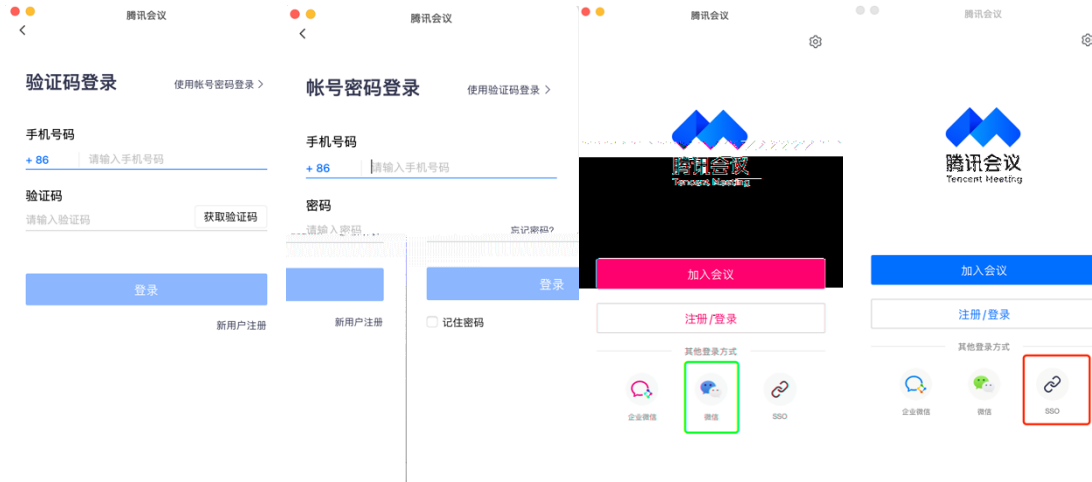 腾讯会议
验证码登录
使用帐号密码登录 >
手机号码
+ 86
请输入手机号码
验证码
请输入验证码
获取验证码
登录
新用户注册
腾讯会议
帐号密码登录
使用验证码登录 >
手机号码
+ 86
请输入手机号码
密码
请输入密码
忘记密码?
登录
新用户注册
记住密码
腾讯会议
腾讯会议
Tencent Meeting
加入会议
注册/登录
其他登录方式
企业微信
微信
SSO
腾讯会议
腾讯会议
Tencent Meeting
加入会议
注册/登录
其他登录方式
企业微信
微信
SSO